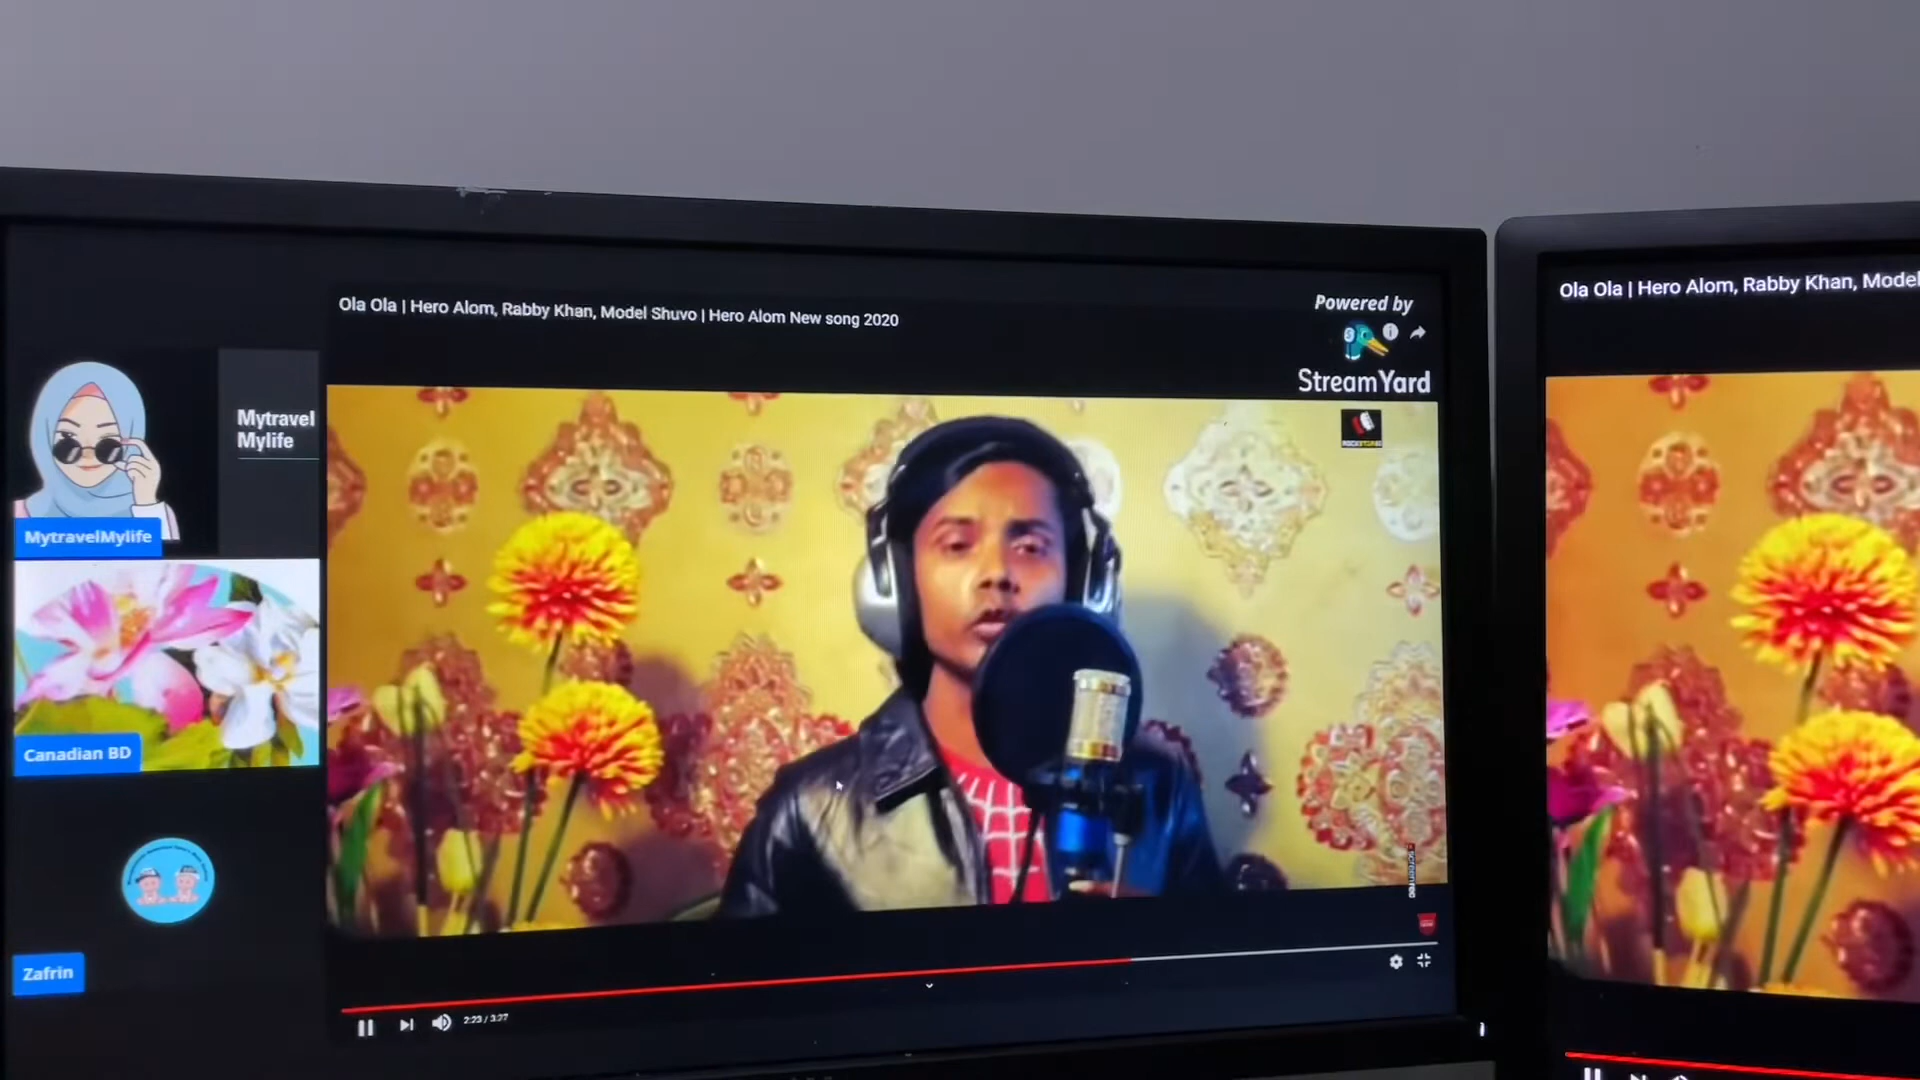 Ola Ola | Hero Alom, Rabby Khan, Model Shuvo | Hero Alom New song 2020
Powered by
StreamYard
Mytravel
Mylife
MytravelMylife
Canadian BD
Zafrin
2:23 / 3:27
Ola Ola | Hero Alom, Rabby Khan, Model